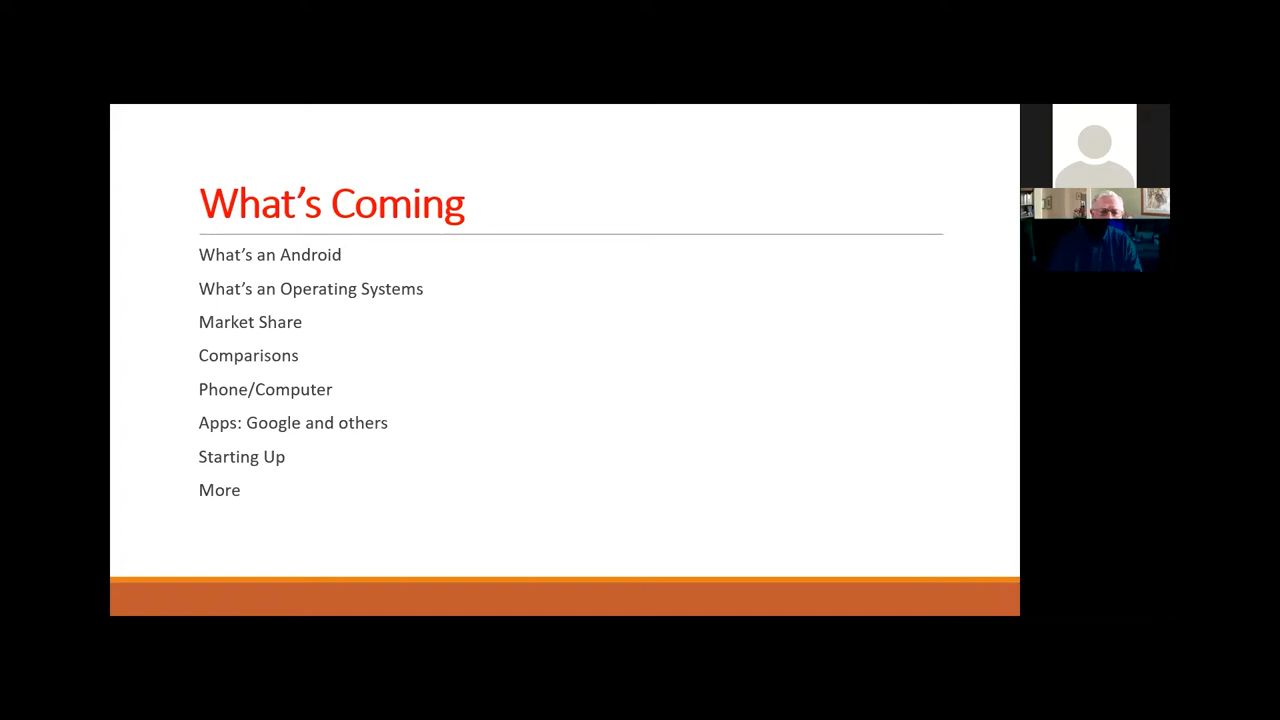 What's Coming
What's an Android
What's an Operating Systems
Market Share
Comparisons
Phone/Computer
Apps: Google and others
Starting Up
More